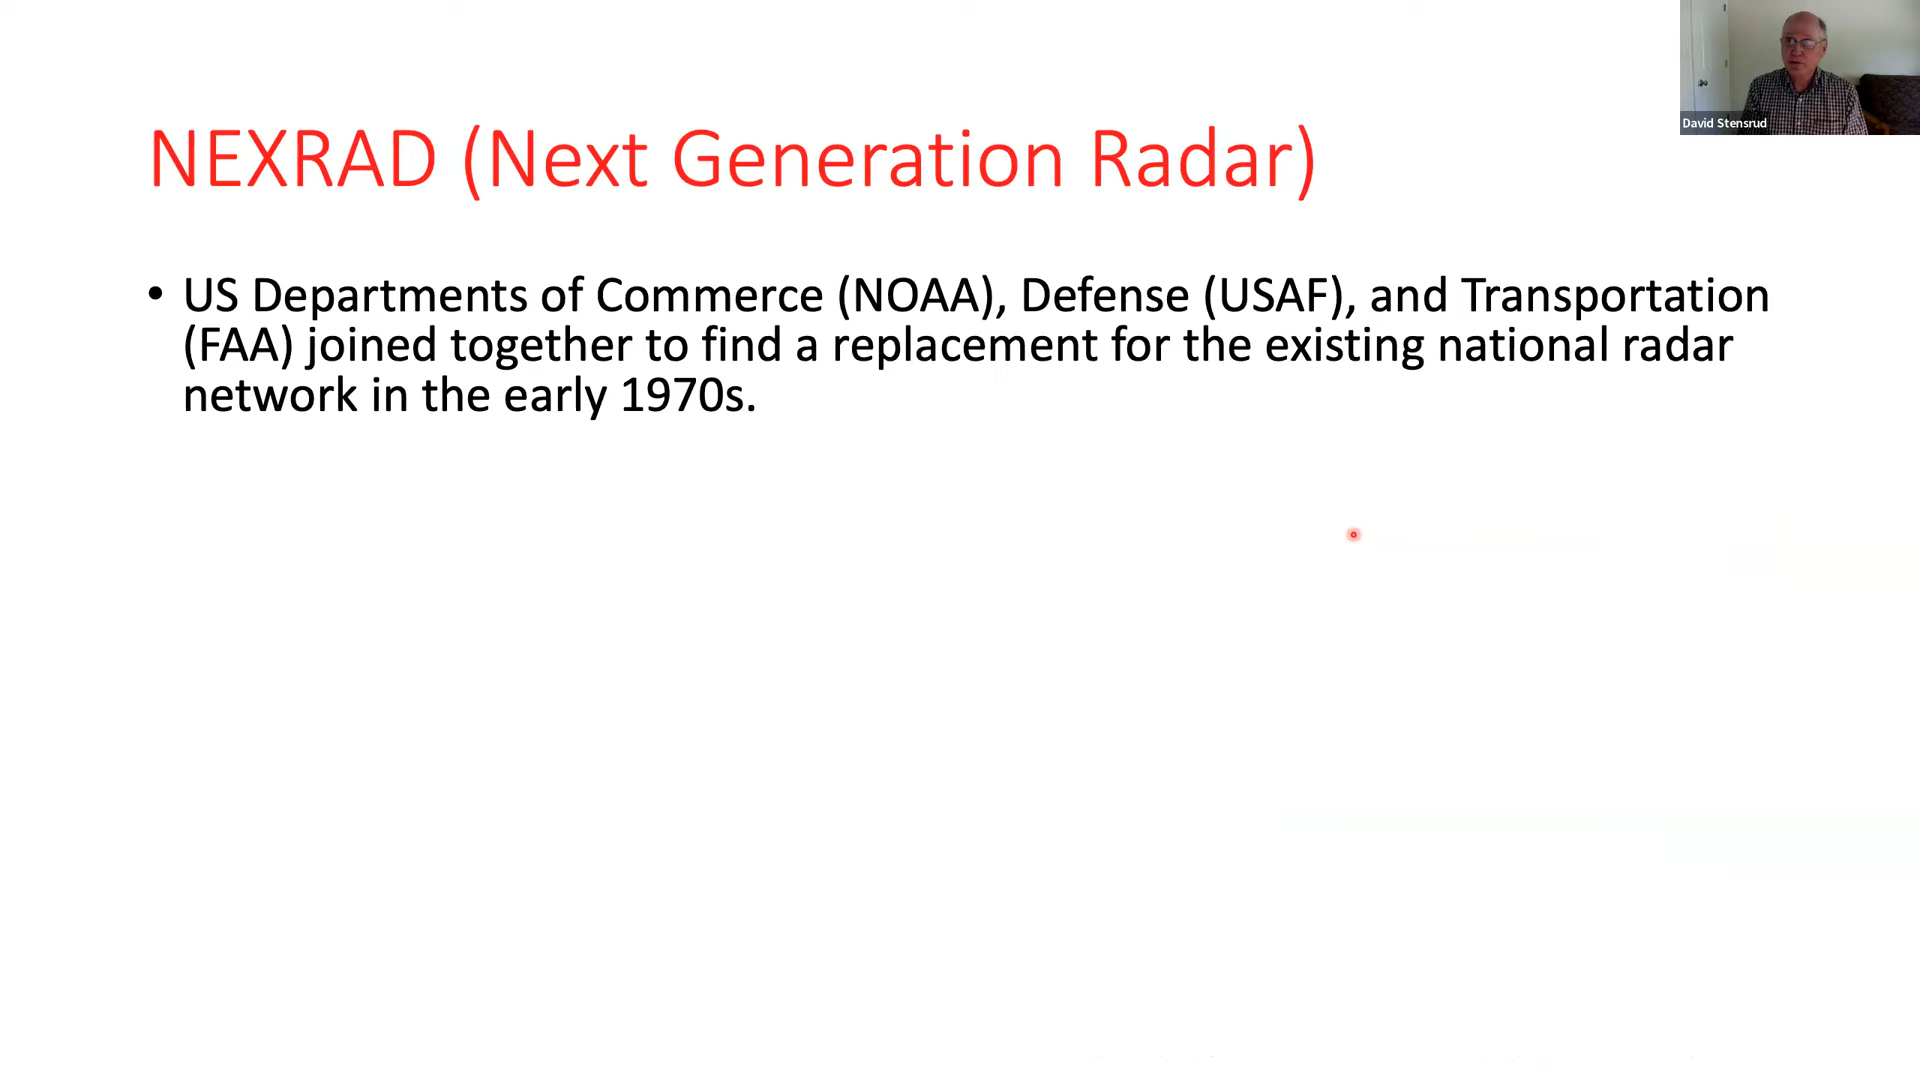 David Stensrud
NEXRAD (Next Generation Radar)
• US Departments of Commerce (NOAA), Defense (USAF), and Transportation
(FAA) joined together to find a replacement for the existing national radar
network in the early 1970s.